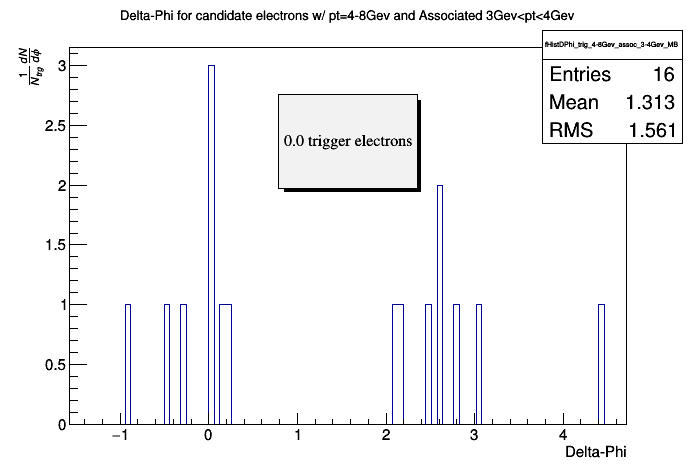 Delta-Phi for candidate electrons w/ pt=4-8Gev and Associated 3Gev<pt<4Gev
fHistDPhi_trig_4-8Gev_assoc_3-4Gev_MB
Entries 16
Mean 1.313
RMS 1.561
1 dN
N_trg dϕ
0.0 trigger electrons
3
2.5
2
1.5
1
0.5
0
−1 0 1 2 3 4
Delta-Phi